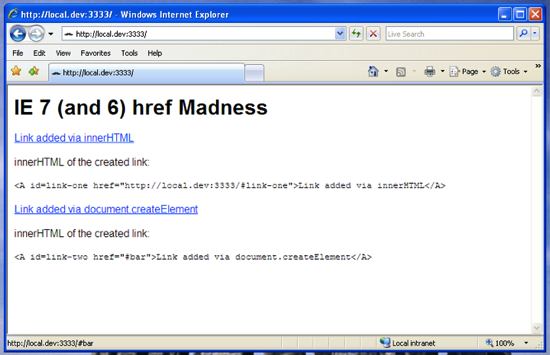 http://local.dev:3333/ - Windows Internet Explorer
http://local.dev:3333/
Live Search
File Edit View Favorites Tools Help
http://local.dev:3333/
Page Tools
IE 7 (and 6) href Madness
Link added via innerHTML
innerHTML of the created link:
<A id=link-one href="http://local.dev:3333/#link-one">Link added via innerHTML</A>
Link added via document.createElement
innerHTML of the created link:
<A id=link-two href="#bar">Link added via document.createElement</A>
http://local.dev:3333/#bar
Local intranet
100%